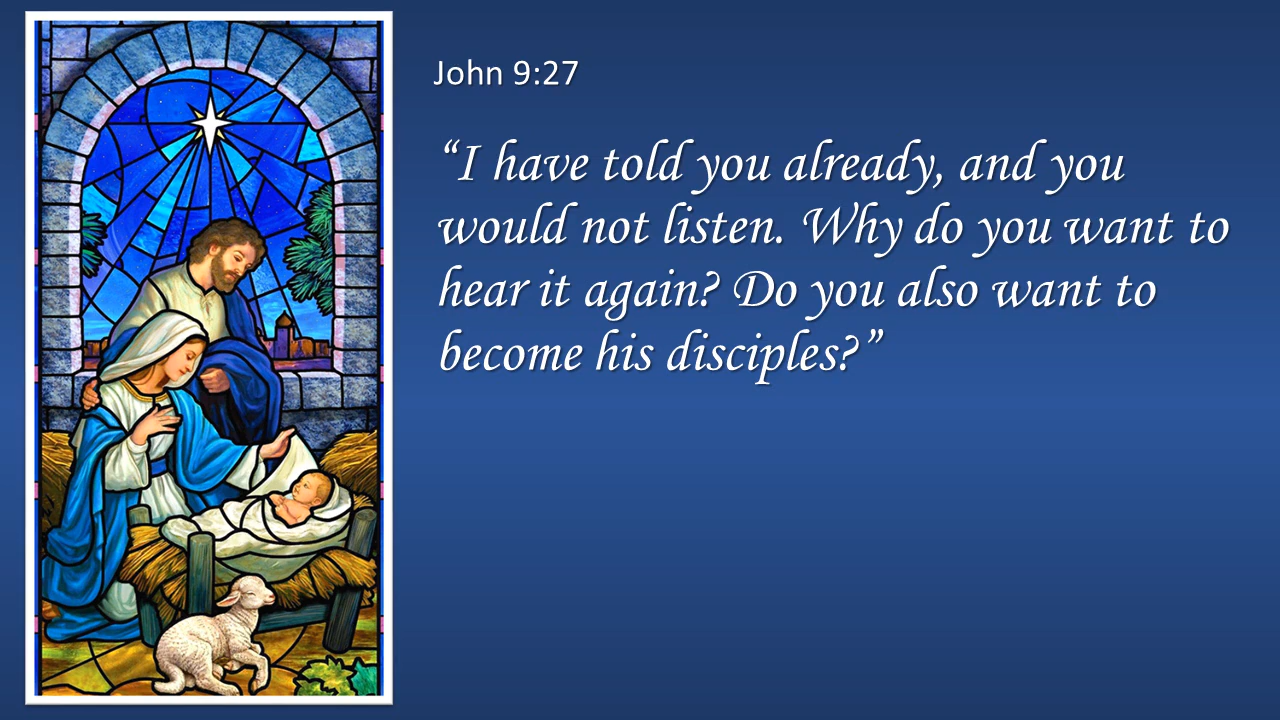 John 9:27
“I have told you already, and you
would not listen. Why do you want to
hear it again? Do you also want to
become his disciples?”